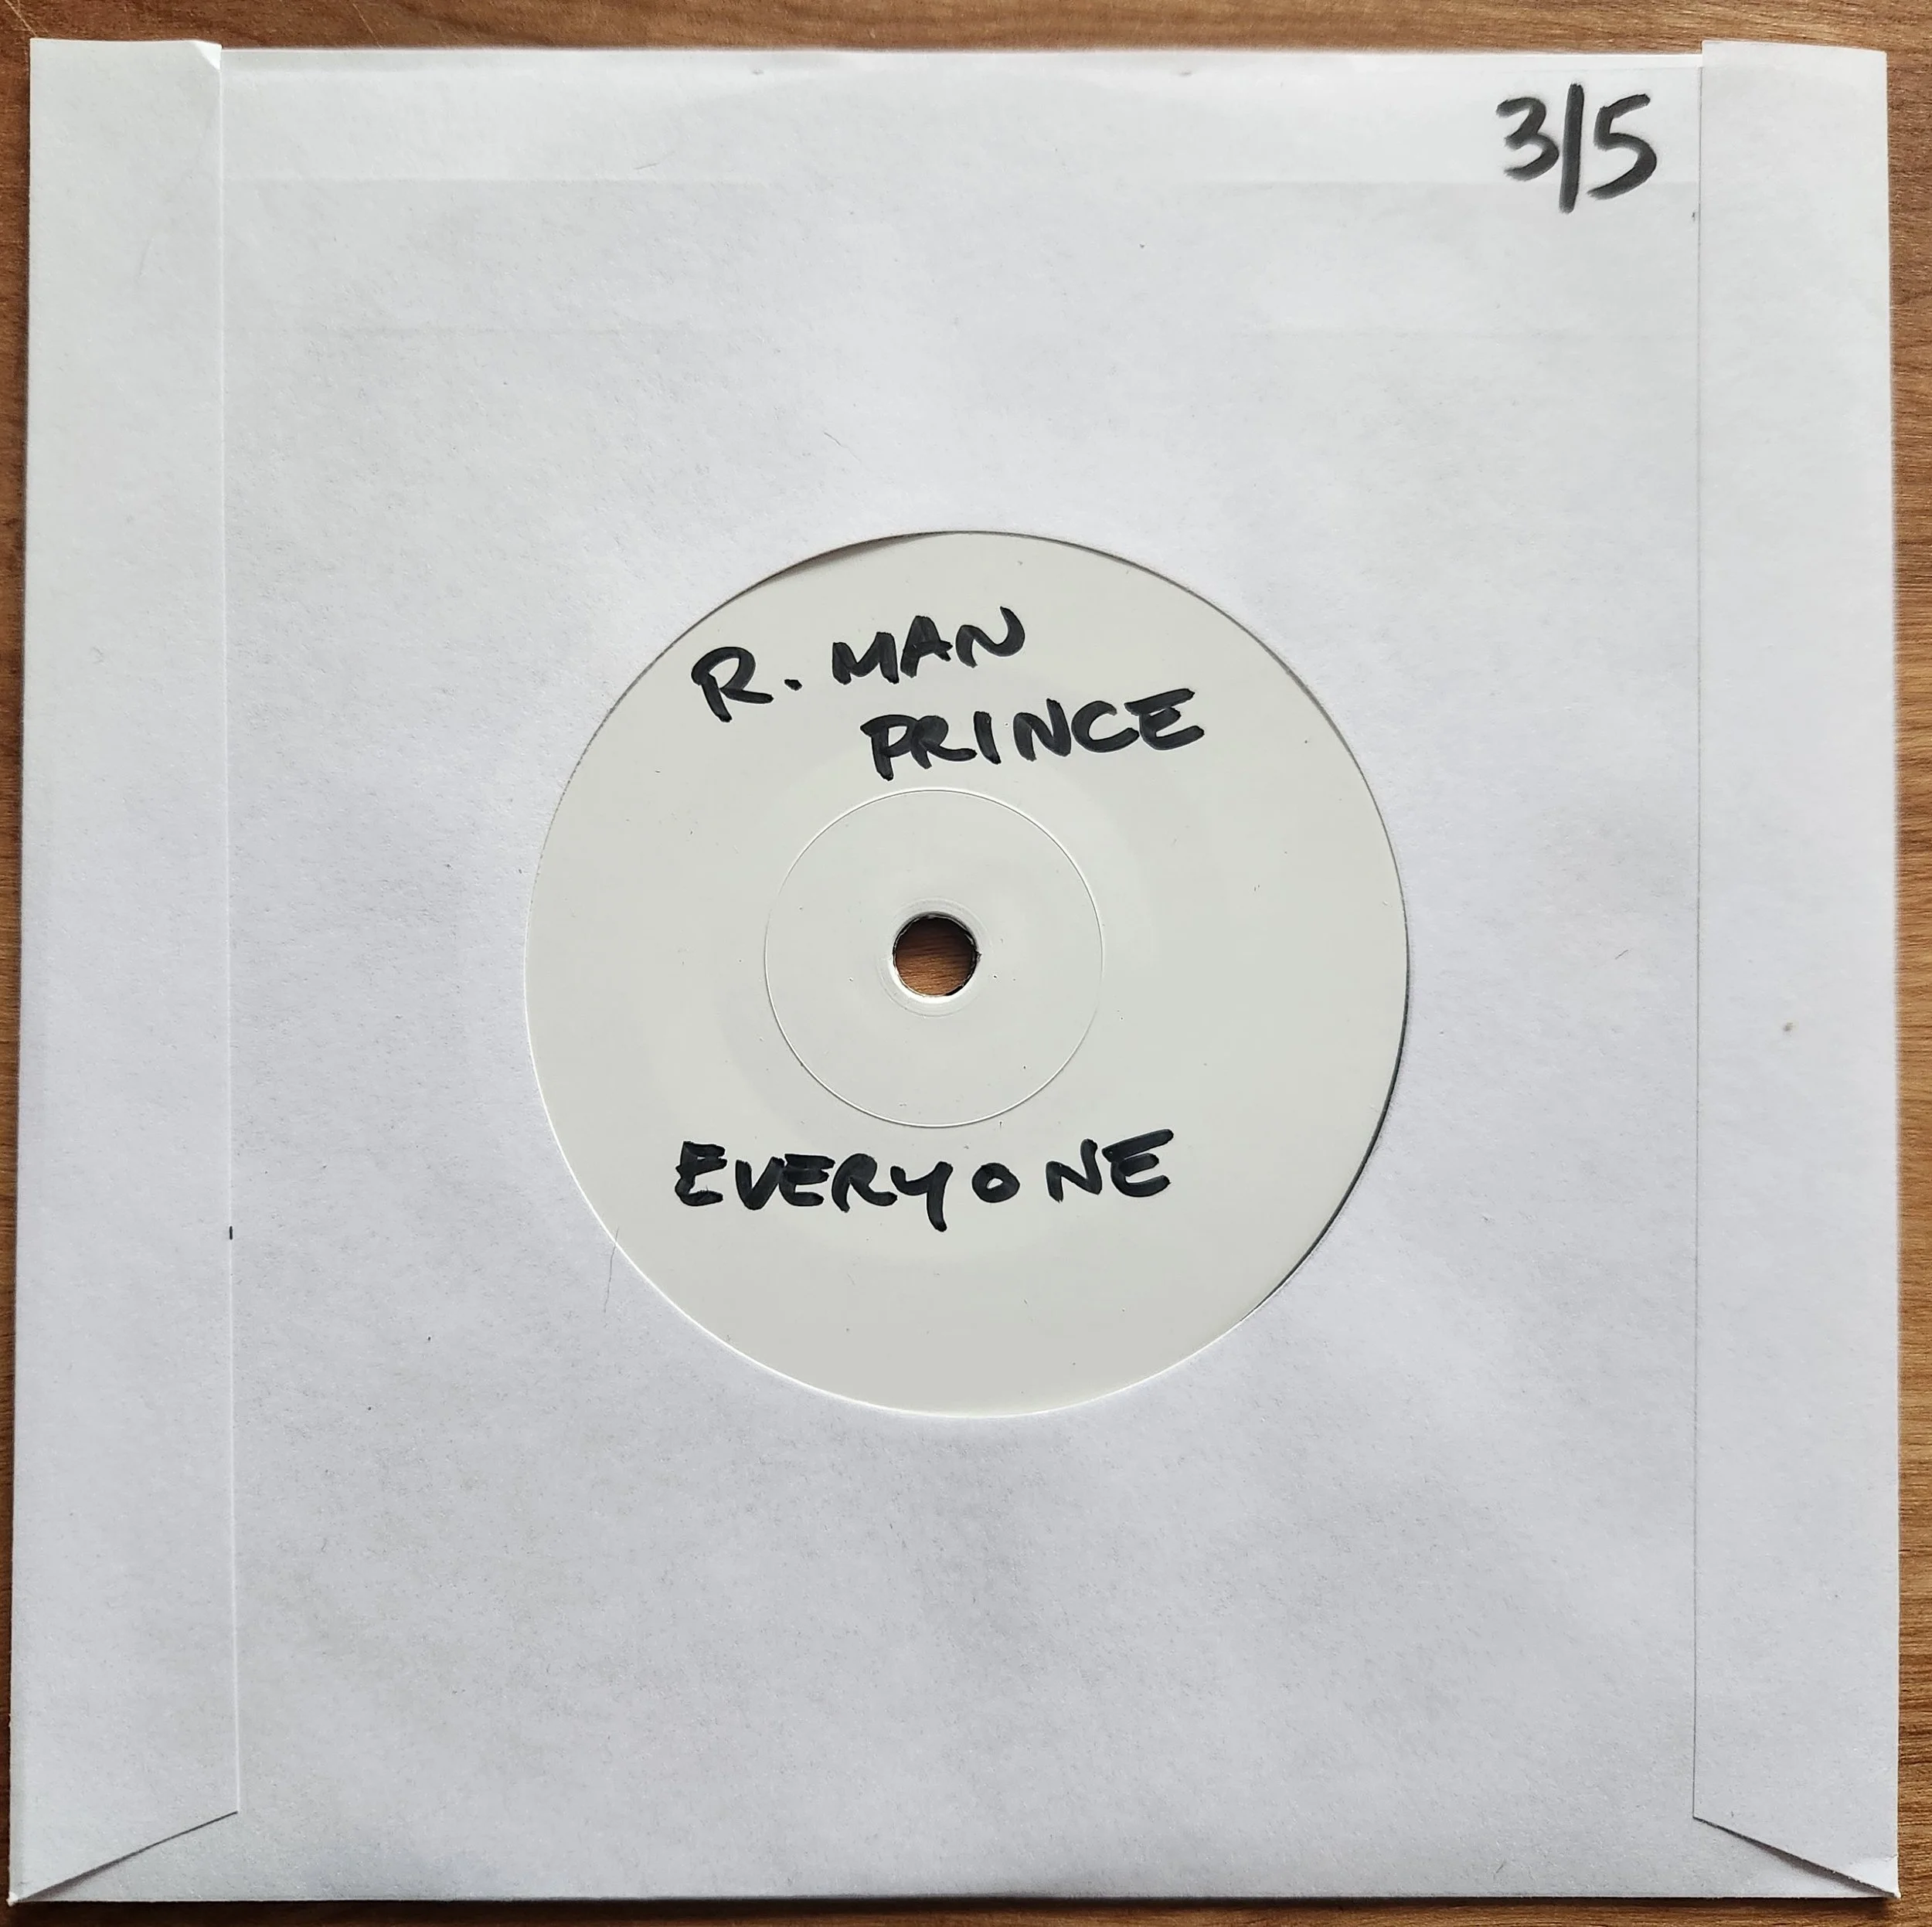 3/5
R. MAN
PRINCE
EVERYONE